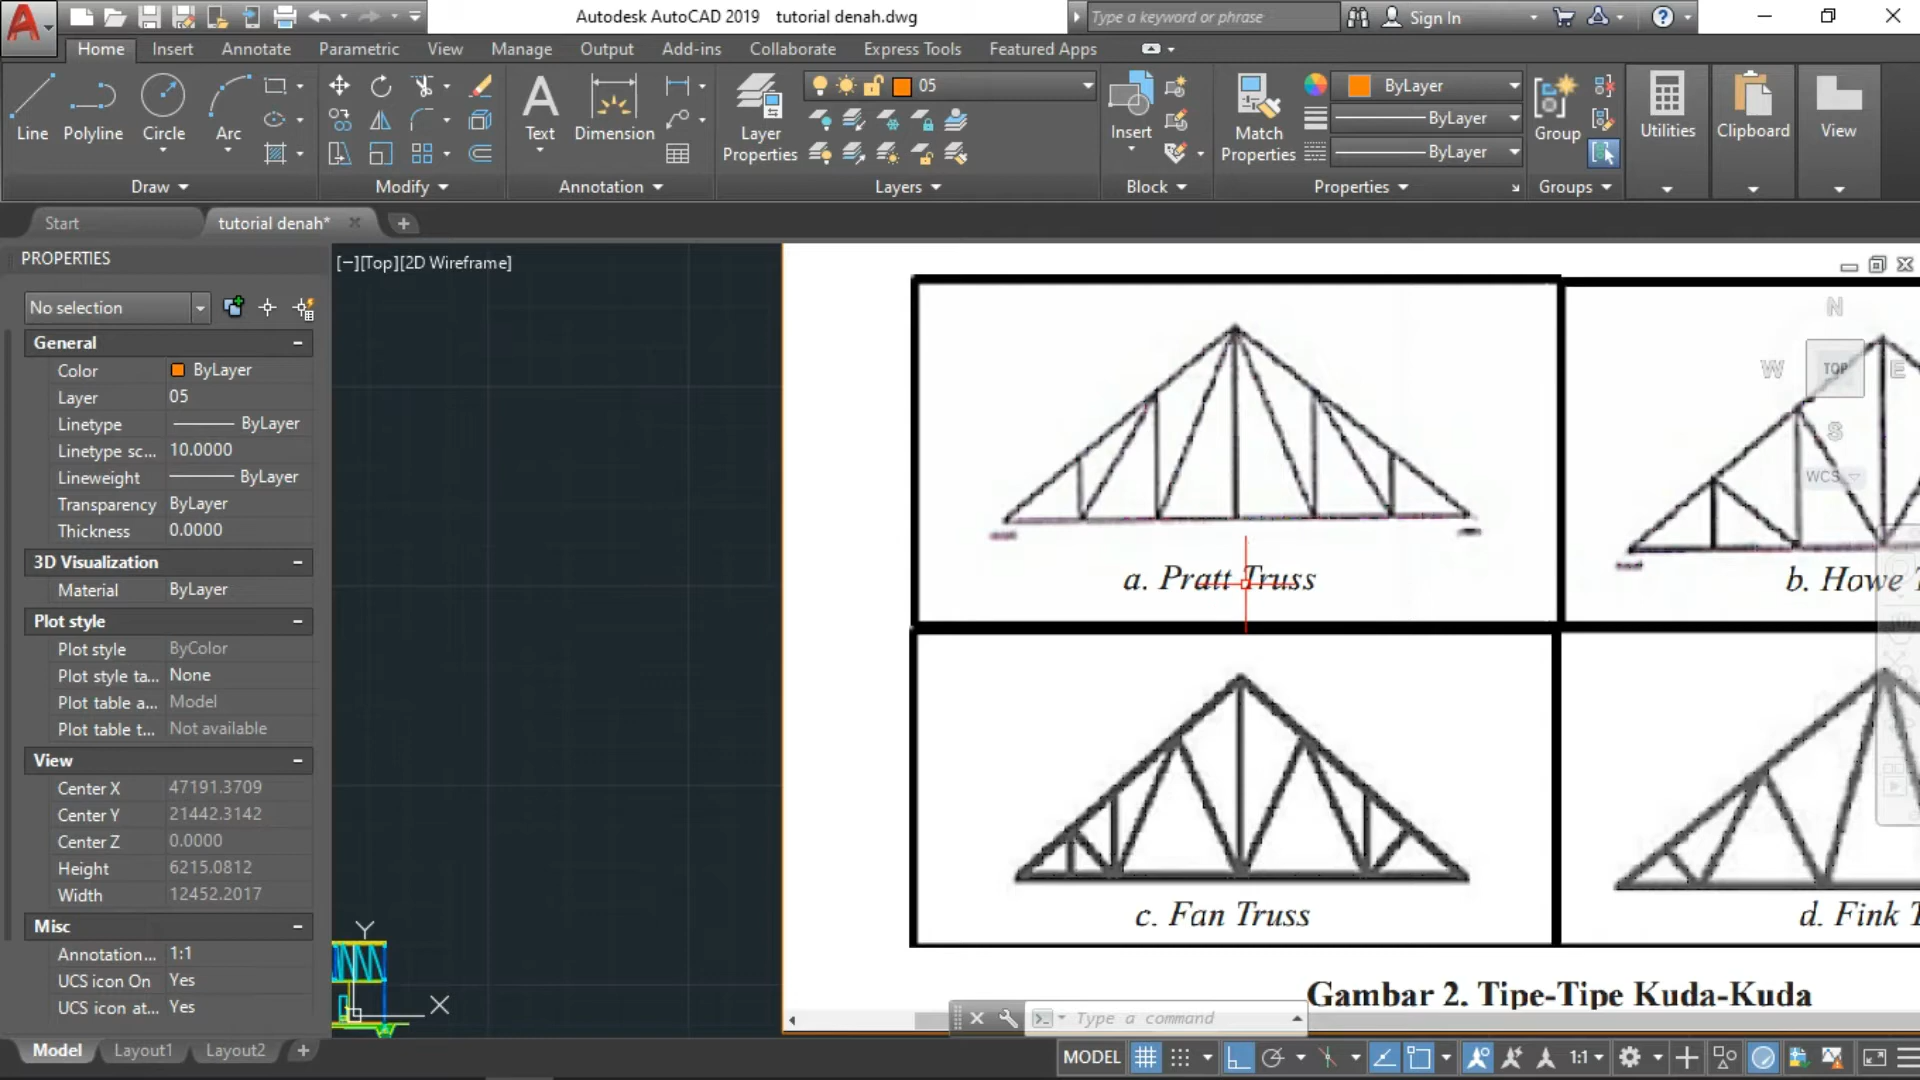 Autodesk AutoCAD 2019 tutorial denah.dwg
Type a keyword or phrase
Sign In
Home Insert Annotate Parametric View Manage Output Add-ins Collaborate Express Tools Featured Apps
05
ByLayer
ByLayer
ByLayer
Line Polyline Circle Arc
Text Dimension
Layer
Properties
Insert
Match
Properties
Group
Utilities
Clipboard
View
Draw Modify Annotation Layers Block Properties Groups
Start
tutorial denah*
PROPERTIES
No selection
General
Color ByLayer
Layer 05
Linetype ByLayer
Linetype sc... 10.0000
Lineweight ByLayer
Transparency ByLayer
Thickness 0.0000
3D Visualization
Material ByLayer
Plot style
Plot style ByColor
Plot style ta... None
Plot table a... Model
Plot table t... Not available
View
Center X 47191.3709
Center Y 21442.3142
Center Z 0.0000
Height 6215.0812
Width 12452.2017
Misc
Annotation... 1:1
UCS icon On Yes
UCS icon at... Yes
[−][Top][2D Wireframe]
N
W TOP E
S
WCS
a. Pratt Truss
b. Howe T
c. Fan Truss
d. Fink T
Gambar 2. Tipe-Tipe Kuda-Kuda
Y
X
Type a command
Model Layout1 Layout2
MODEL
1:1